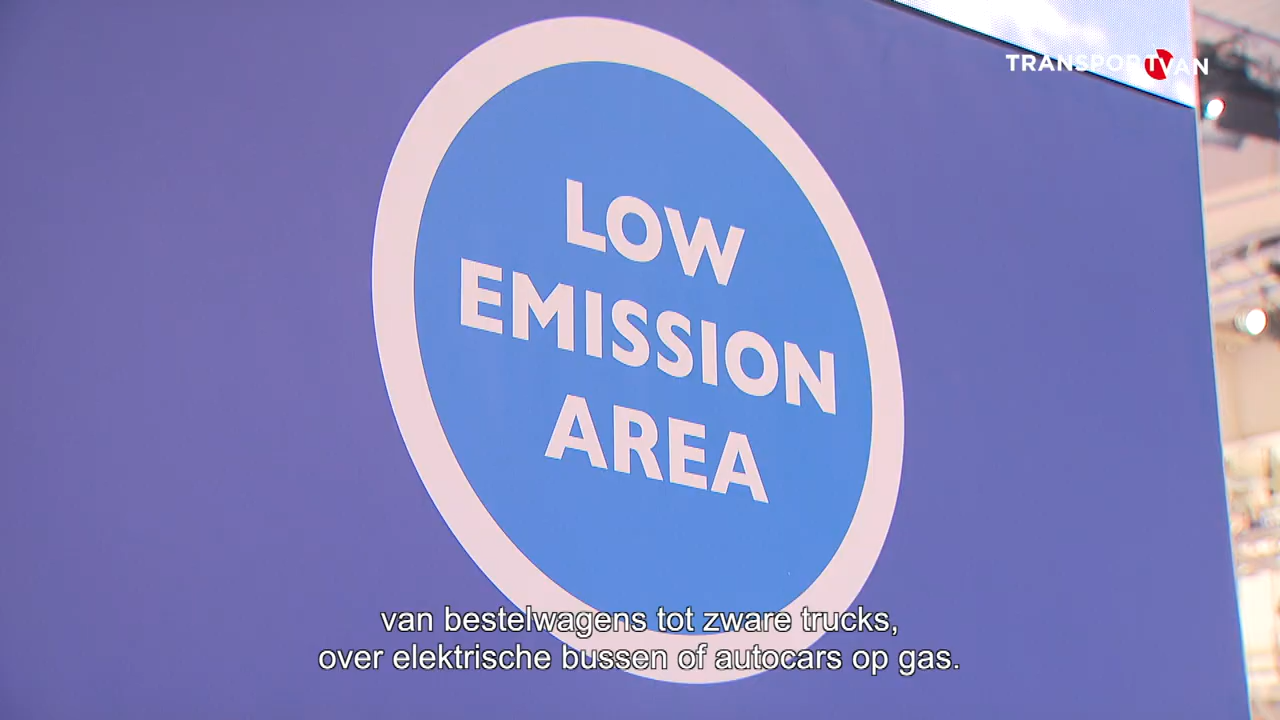 TRANSPORTVAN
LOW
EMISSION
AREA
van bestelwagens tot zware trucks,
over elektrische bussen of autocars op gas.